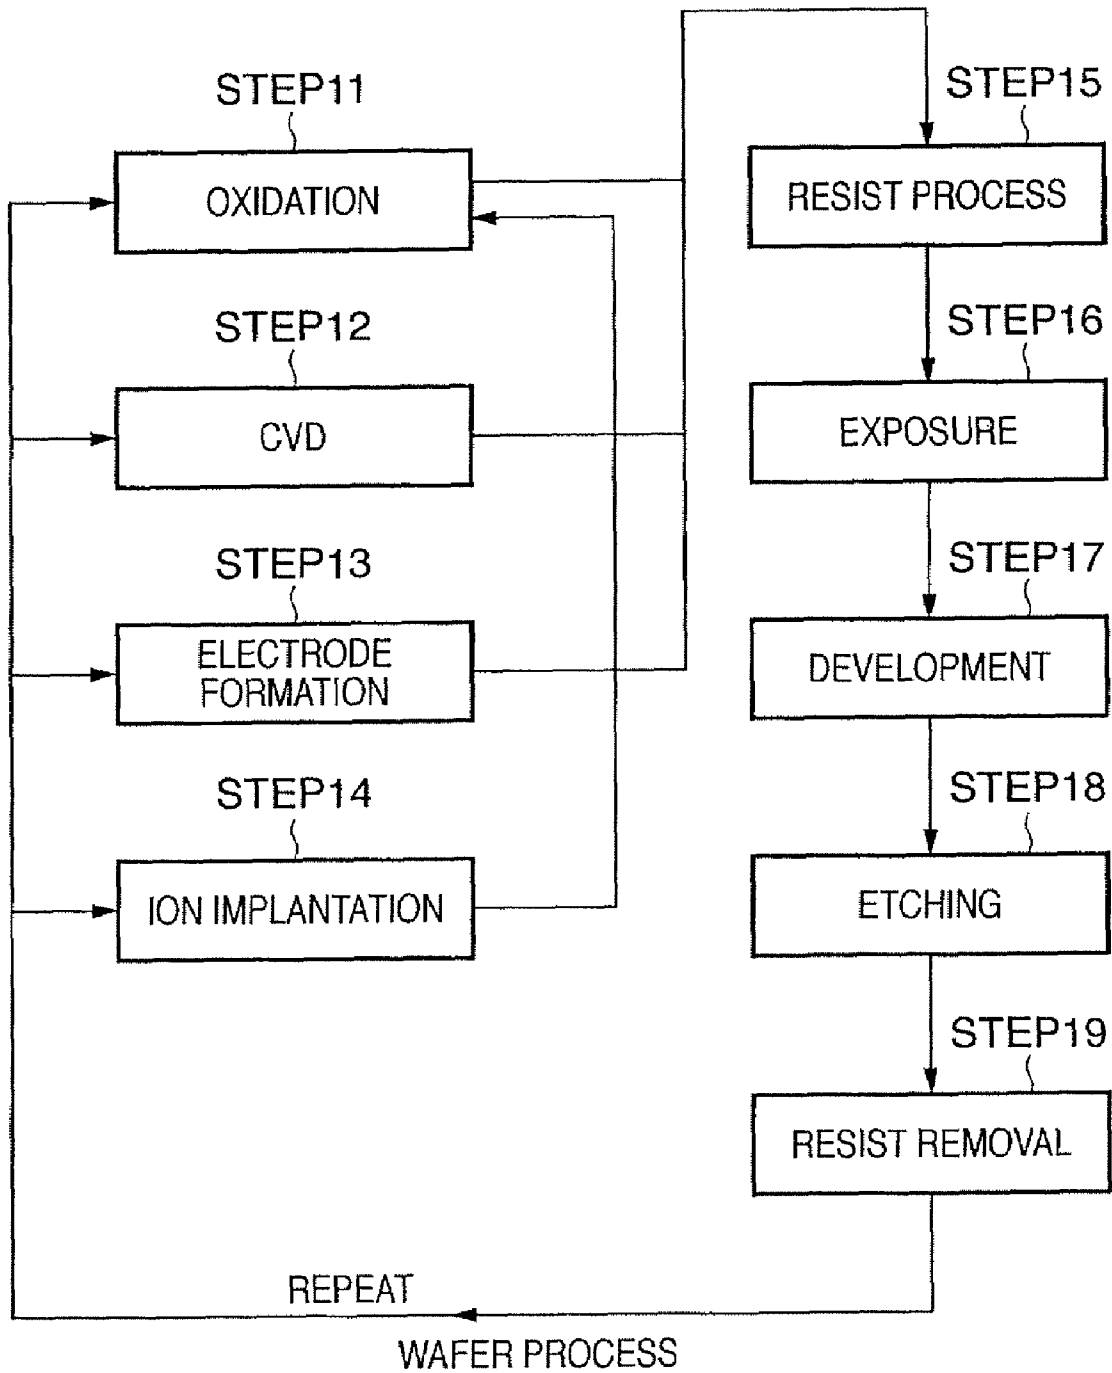 STEP11
OXIDATION
STEP12
CVD
STEP13
ELECTRODE
FORMATION
STEP14
ION IMPLANTATION
STEP15
RESIST PROCESS
STEP16
EXPOSURE
STEP17
DEVELOPMENT
STEP18
ETCHING
STEP19
RESIST REMOVAL
REPEAT
WAFER PROCESS